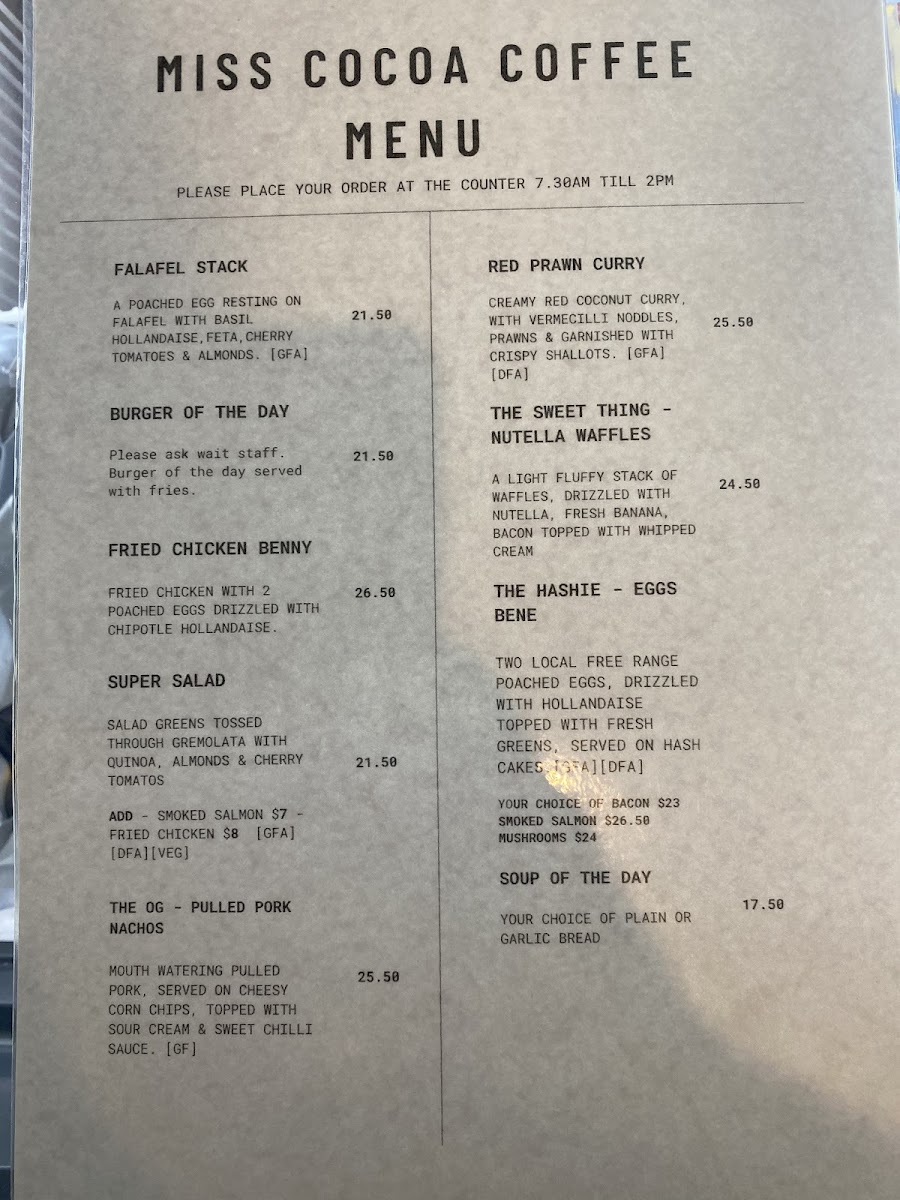 MISS COCOA COFFEE
MENU
PLEASE PLACE YOUR ORDER AT THE COUNTER 7.30AM TILL 2PM
FALAFEL STACK
A POACHED EGG RESTING ON
FALAFEL WITH BASIL
HOLLANDAISE,FETA,CHERRY
TOMATOES & ALMONDS. [GFA]
21.50
BURGER OF THE DAY
Please ask wait staff.
Burger of the day served
with fries.
21.50
FRIED CHICKEN BENNY
FRIED CHICKEN WITH 2
POACHED EGGS DRIZZLED WITH
CHIPOTLE HOLLANDAISE.
26.50
SUPER SALAD
SALAD GREENS TOSSED
THROUGH GREMOLATA WITH
QUINOA, ALMONDS & CHERRY
TOMATOS
21.50
ADD - SMOKED SALMON $7 -
FRIED CHICKEN $8 [GFA]
[DFA][VEG]
THE OG - PULLED PORK
NACHOS
MOUTH WATERING PULLED
PORK, SERVED ON CHEESY
CORN CHIPS, TOPPED WITH
SOUR CREAM & SWEET CHILLI
SAUCE. [GF]
25.50
RED PRAWN CURRY
CREAMY RED COCONUT CURRY,
WITH VERMECILLI NODDLES,
PRAWNS & GARNISHED WITH
CRISPY SHALLOTS. [GFA]
[DFA]
25.50
THE SWEET THING -
NUTELLA WAFFLES
A LIGHT FLUFFY STACK OF
WAFFLES, DRIZZLED WITH
NUTELLA, FRESH BANANA,
BACON TOPPED WITH WHIPPED
CREAM
24.50
THE HASHIE - EGGS
BENE
TWO LOCAL FREE RANGE
POACHED EGGS, DRIZZLED
WITH HOLLANDAISE
TOPPED WITH FRESH
GREENS, SERVED ON HASH
CAKES.[GFA][DFA]
YOUR CHOICE OF BACON $23
SMOKED SALMON $26.50
MUSHROOMS $24
SOUP OF THE DAY
YOUR CHOICE OF PLAIN OR
GARLIC BREAD
17.50